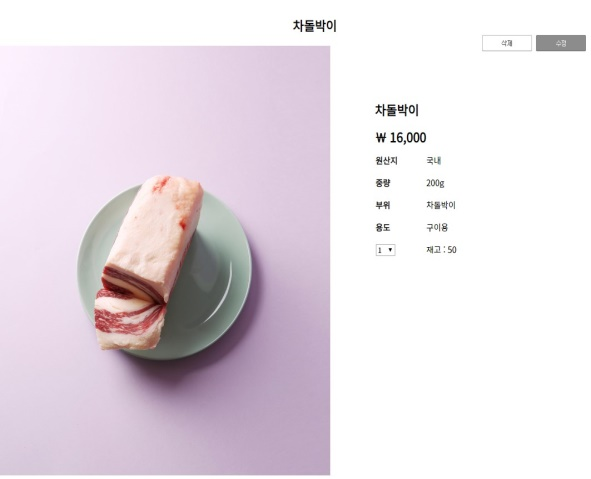 차돌박이
삭제 수정
차돌박이
₩ 16,000
원산지 국내
중량 200g
부위 차돌박이
용도 구이용
1 ▼ 재고 : 50